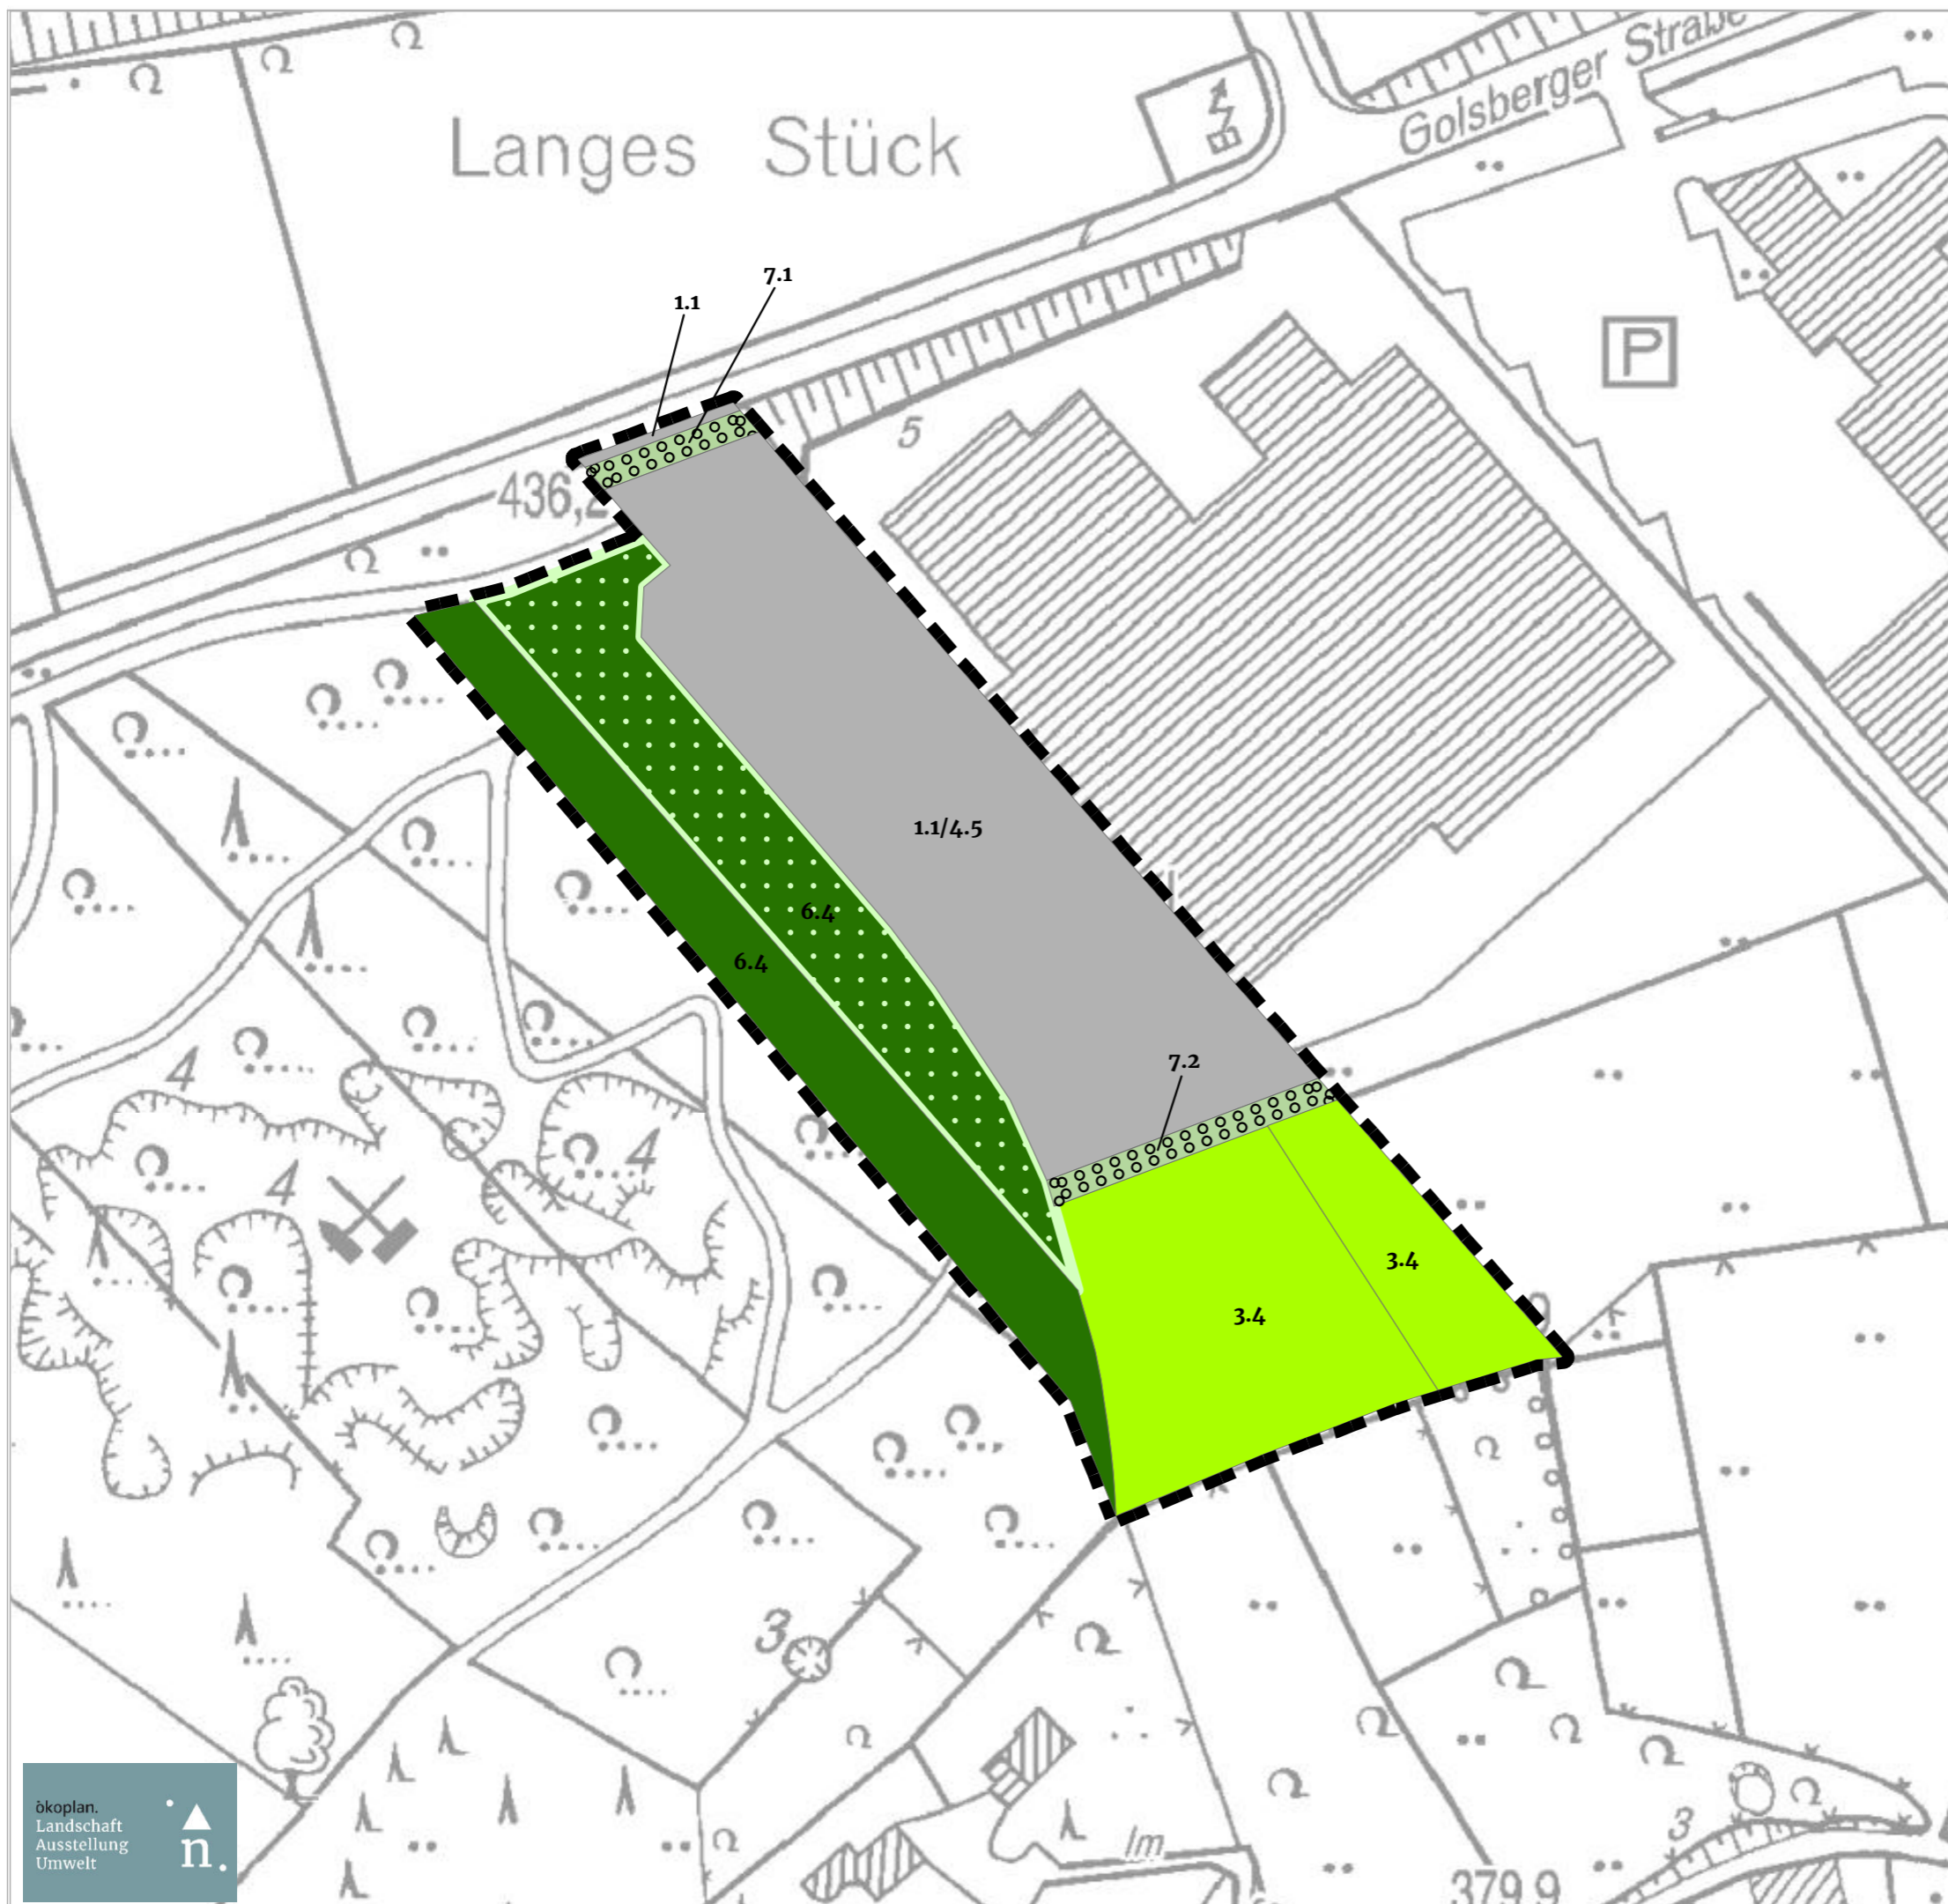 Golsberger Straße
Langes Stück
P
7.1
1.1
5
436,2
1.1/4.5
6.4
6.4
7.2
4
4
4
3.4
3.4
3
ökoplan.
Landschaft
Ausstellung
Umwelt
n.
lm
3
379,9